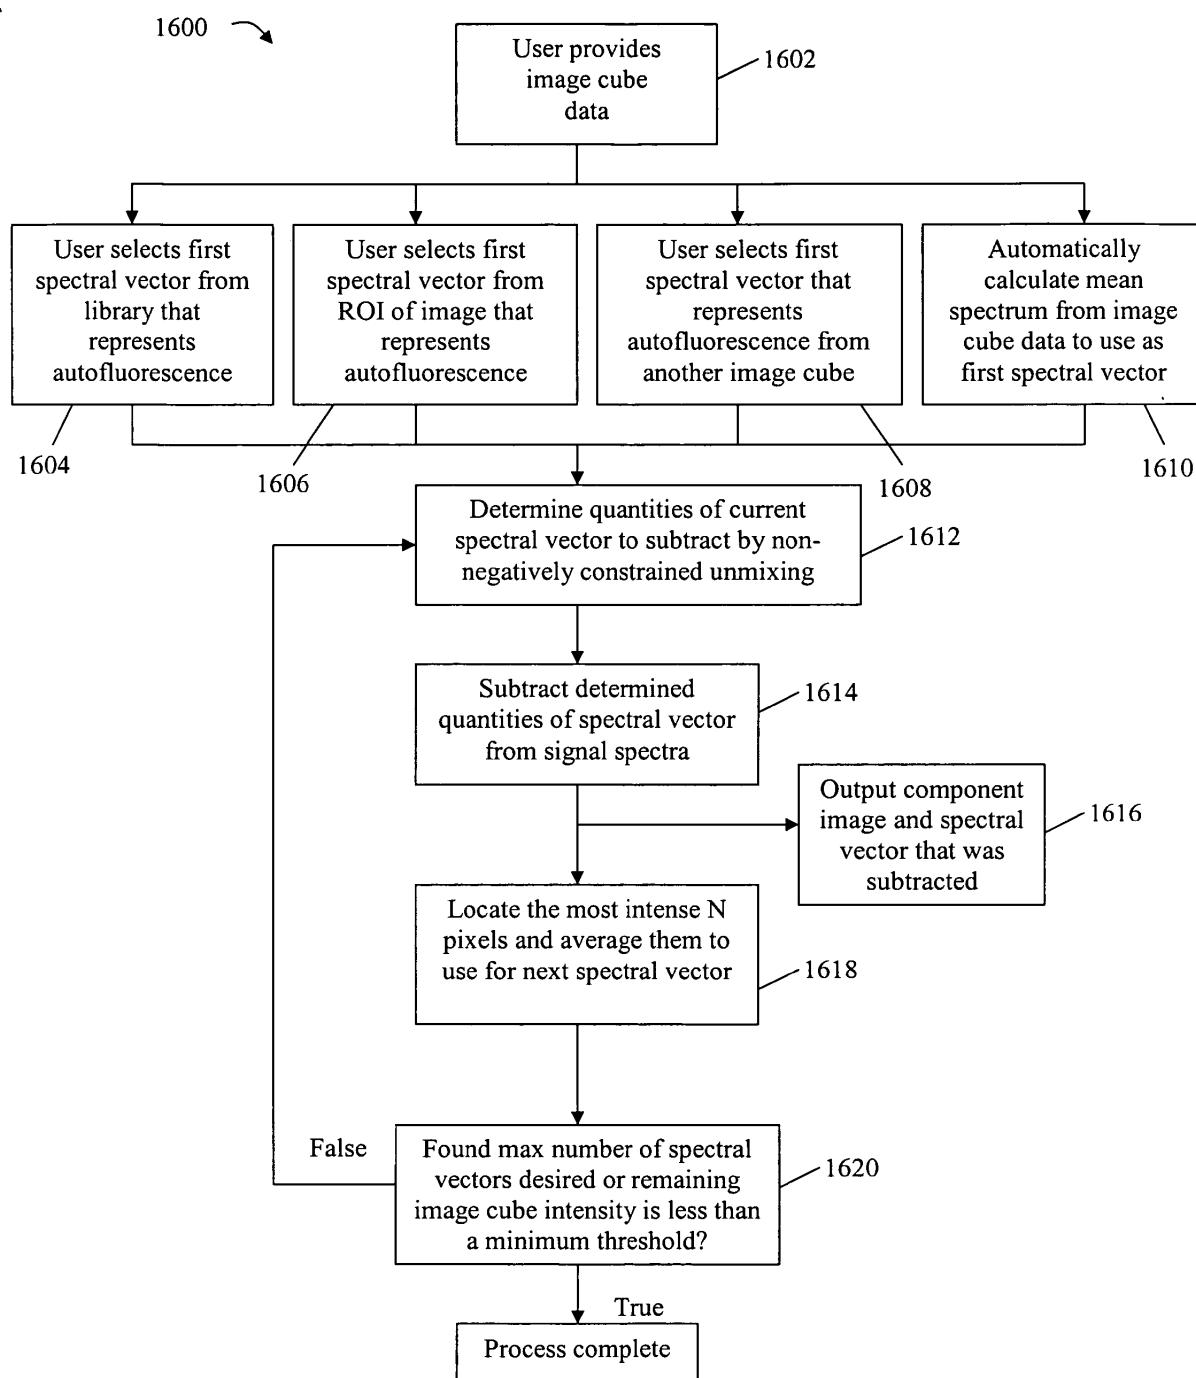 1600
User provides
image cube
data
1602
User selects first
spectral vector from
library that
represents
autofluorescence
User selects first
spectral vector from
ROI of image that
represents
autofluorescence
User selects first
spectral vector that
represents
autofluorescence from
another image cube
Automatically
calculate mean
spectrum from image
cube data to use as
first spectral vector
1604
1606
1608
1610
Determine quantities of current
spectral vector to subtract by non-
negatively constrained unmixing
1612
Subtract determined
quantities of spectral vector
from signal spectra
1614
Output component
image and spectral
vector that was
subtracted
1616
Locate the most intense N
pixels and average them to
use for next spectral vector
1618
False
Found max number of spectral
vectors desired or remaining
image cube intensity is less than
a minimum threshold?
1620
True
Process complete